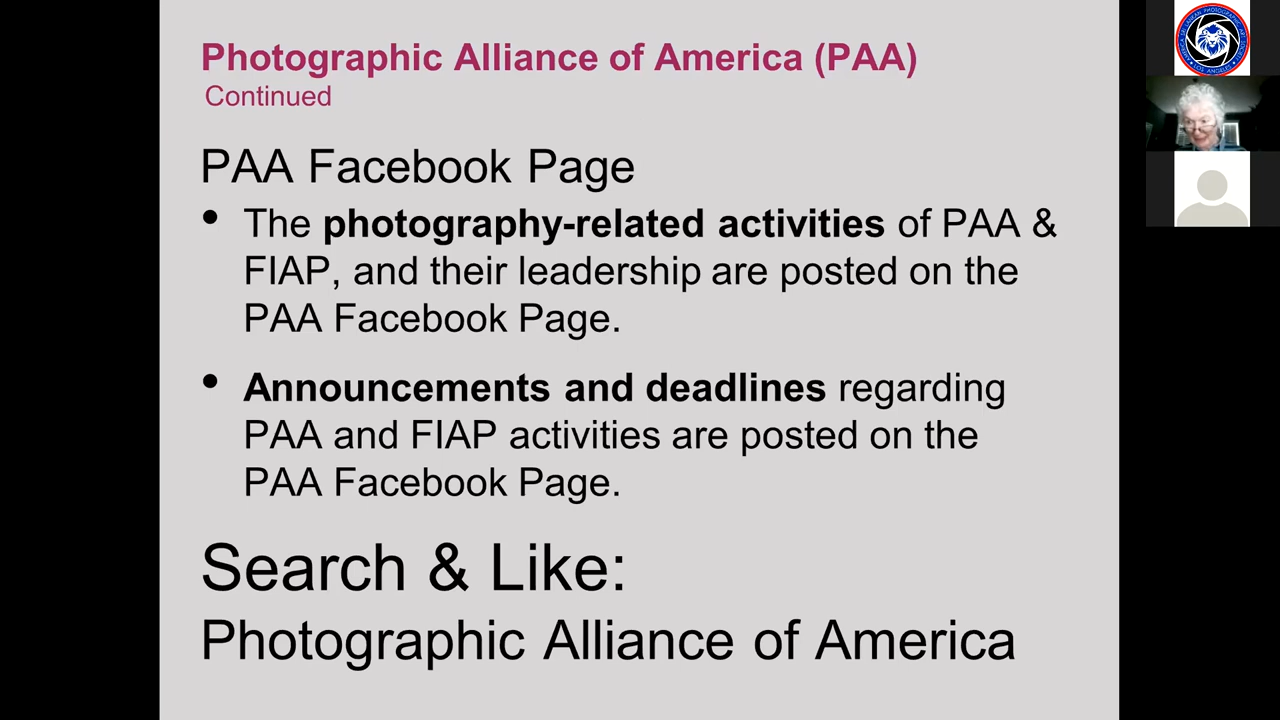 Photographic Alliance of America (PAA)
Continued
PAA Facebook Page
• The photography-related activities of PAA &
FIAP, and their leadership are posted on the
PAA Facebook Page.
• Announcements and deadlines regarding
PAA and FIAP activities are posted on the
PAA Facebook Page.
Search & Like:
Photographic Alliance of America
LOS ANGELES